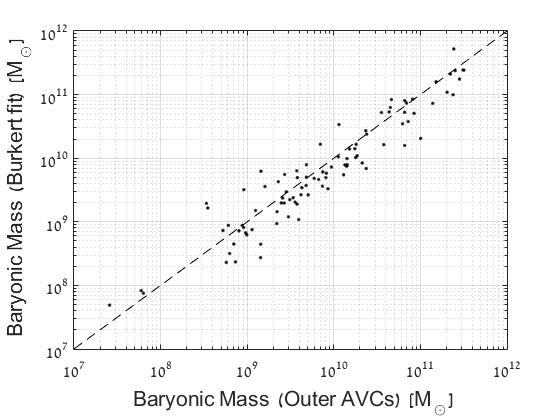 10¹²
10¹¹
10¹⁰
10⁹
10⁸
10⁷
Baryonic Mass (Burkert fit) [M☉]
10⁷ 10⁸ 10⁹ 10¹⁰ 10¹¹ 10¹²
Baryonic Mass (Outer AVCs) [M☉]